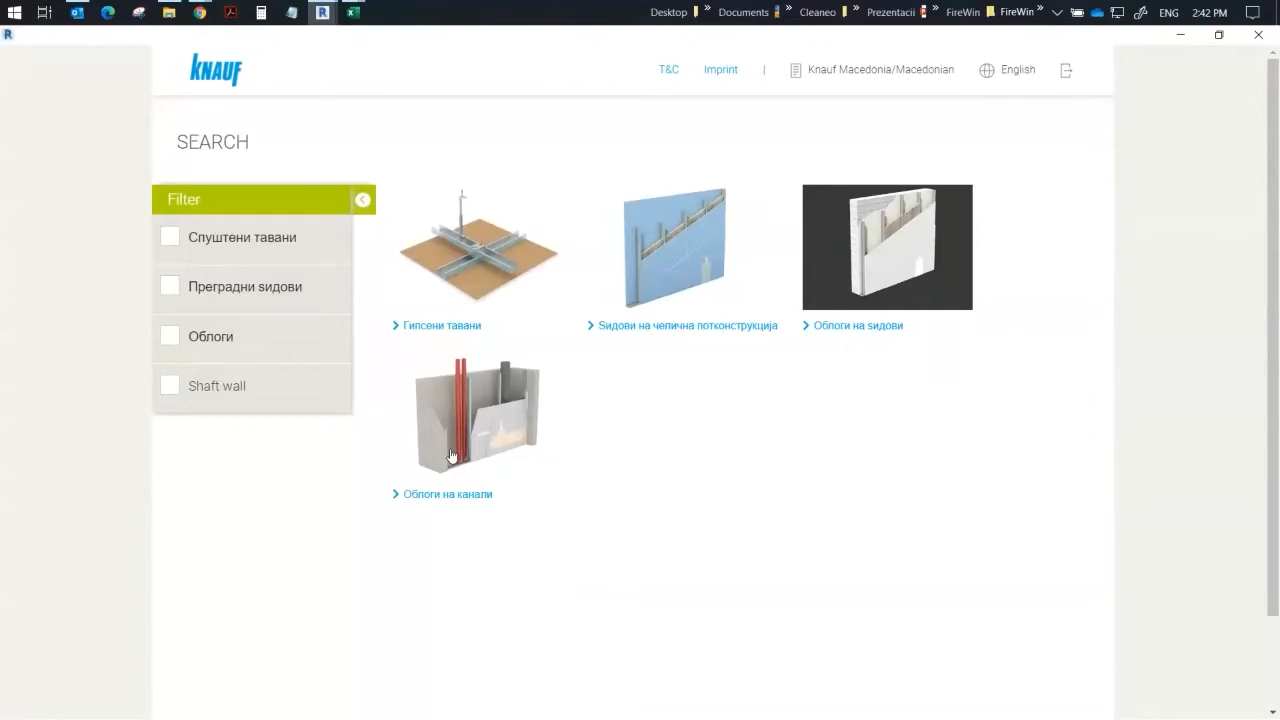 Desktop » Documents » Cleaneo » Prezentacii » FireWin » FireWin » ENG 2:42 PM
R
KNAUF
T&C Imprint | Knauf Macedonia/Macedonian English
SEARCH
Filter
Спуштени тавани
Преградни ѕидови
Облоги
Shaft wall
Гипсени тавани
Ѕидови на челична потконструкција
Облоги на ѕидови
Облоги на канали